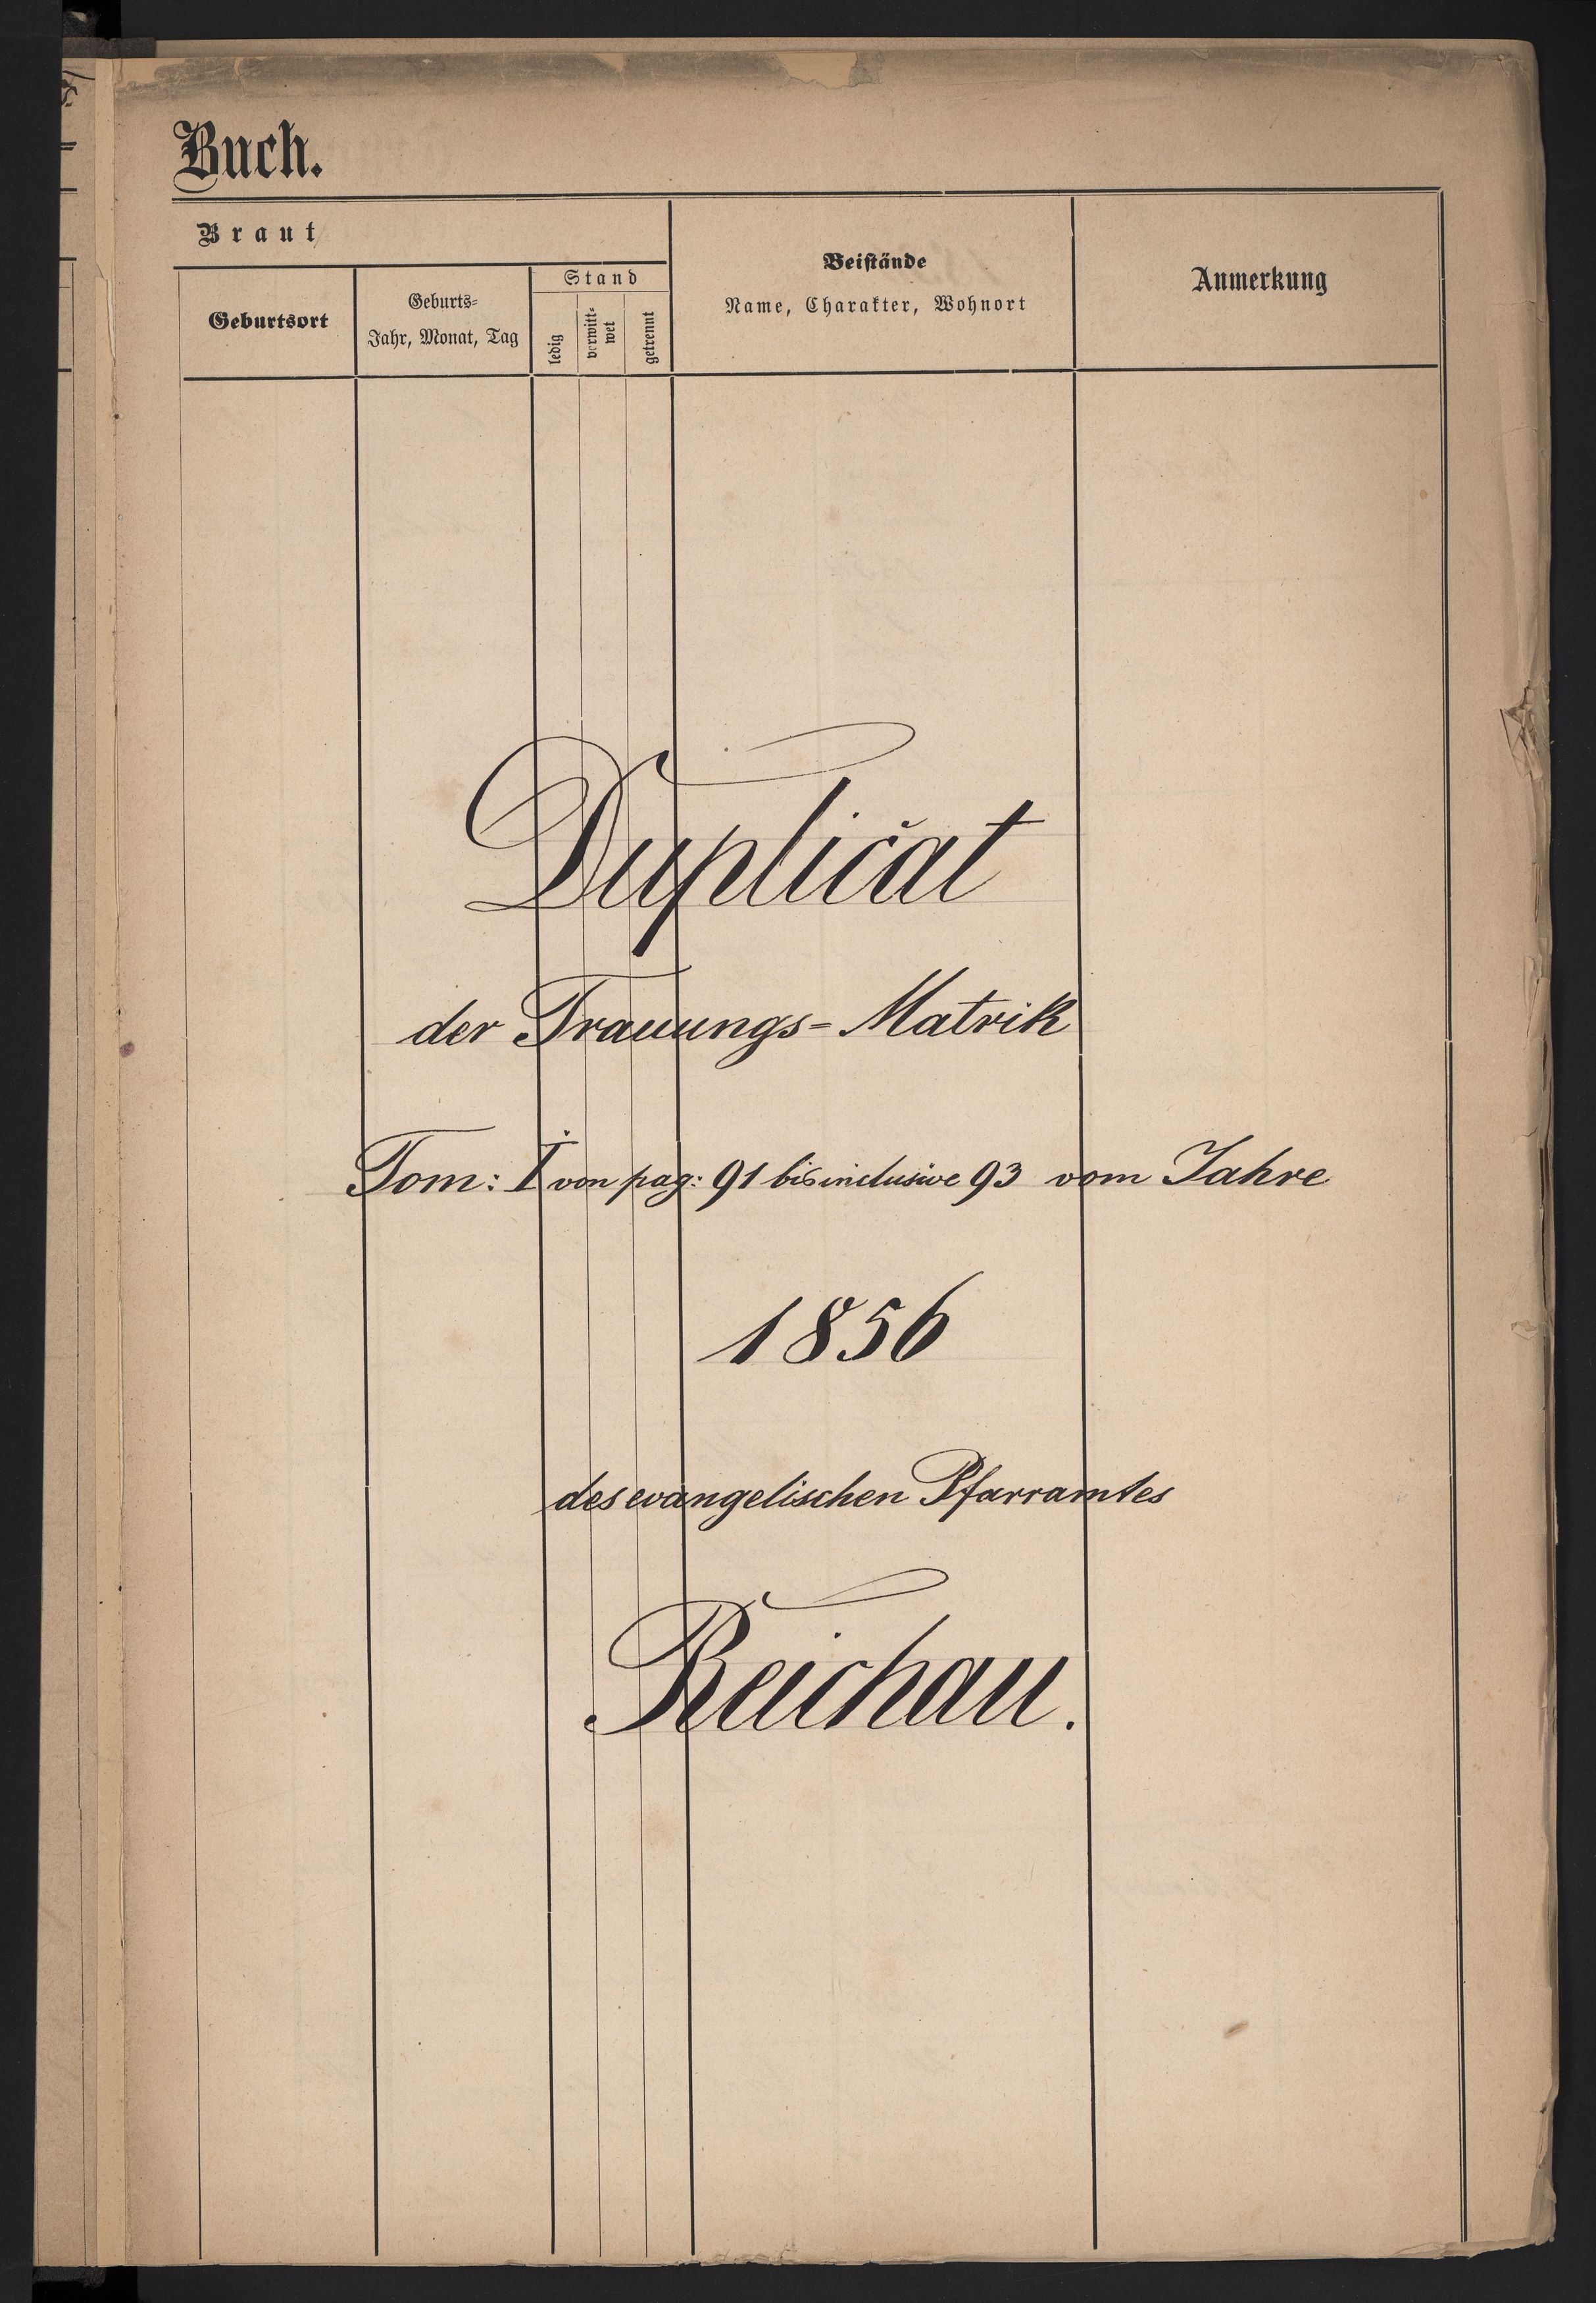 Buch.
Braut
Geburtsort
Geburts-
Jahr, Monat, Tag
Stand
ledig
verwitt-
wet
getrennt
Beistände
Name, Charakter, Wohnort
Anmerkung
Duplicat
der Trauungs-Matrik
Tom: I von pag: 91 bis inclusive 93 vom Jahre
1856
des evangelischen Pfarramtes
Reichau.